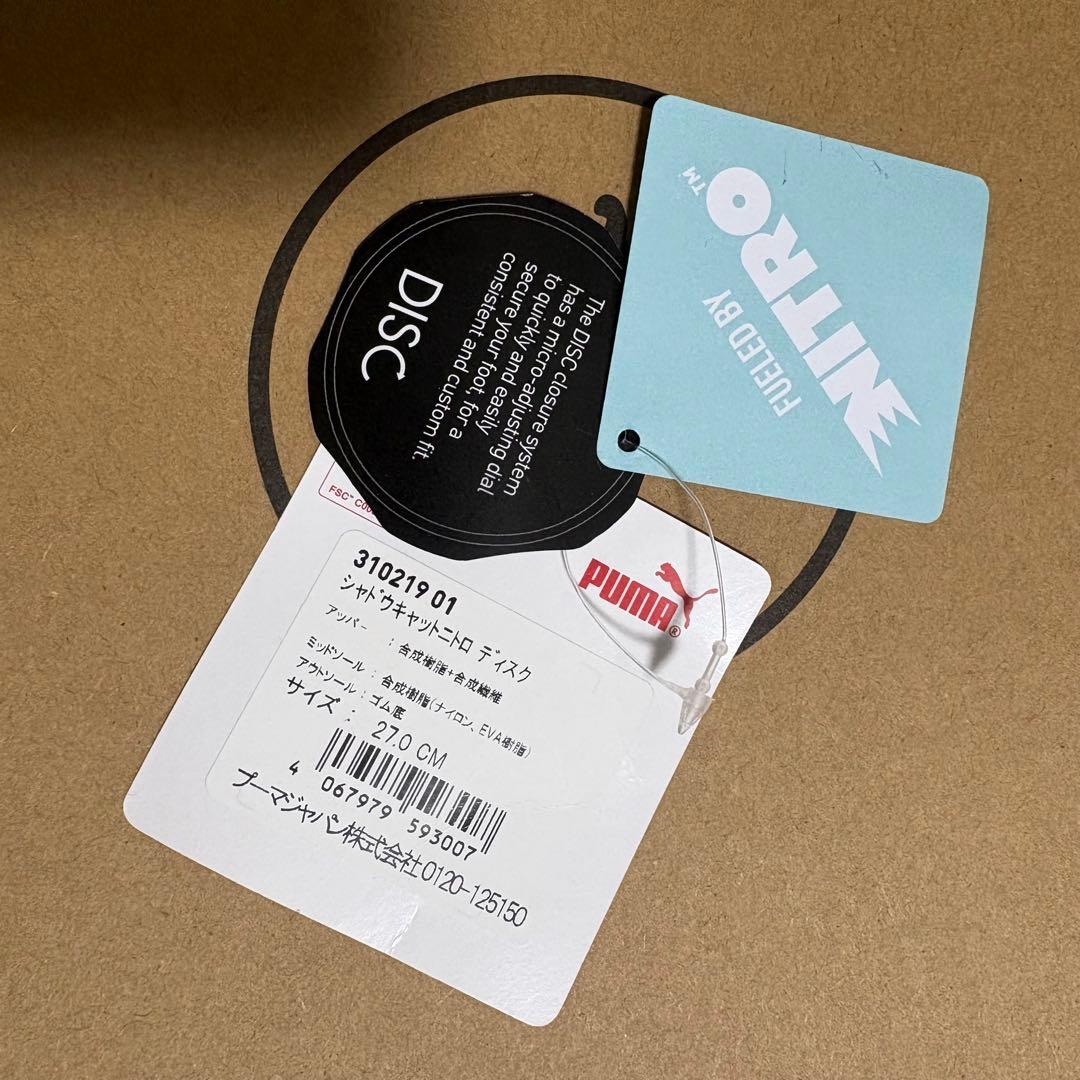 FUELED BY
NITRO™
DISC
The DISC closure system
has a micro-adjusting dial
to quickly and easily
secure your foot, for a
consistent and custom fit.
FSC™
PUMA®
310219 01
シャドウキャットニトロ ディスク
アッパー : 合成樹脂+合成繊維
ミッドソール : 合成樹脂(ナイロン、EVA樹脂)
アウトソール : ゴム底
サイズ :
27.0 CM
4 067979 593007
プーマジャパン株式会社 0120-125150